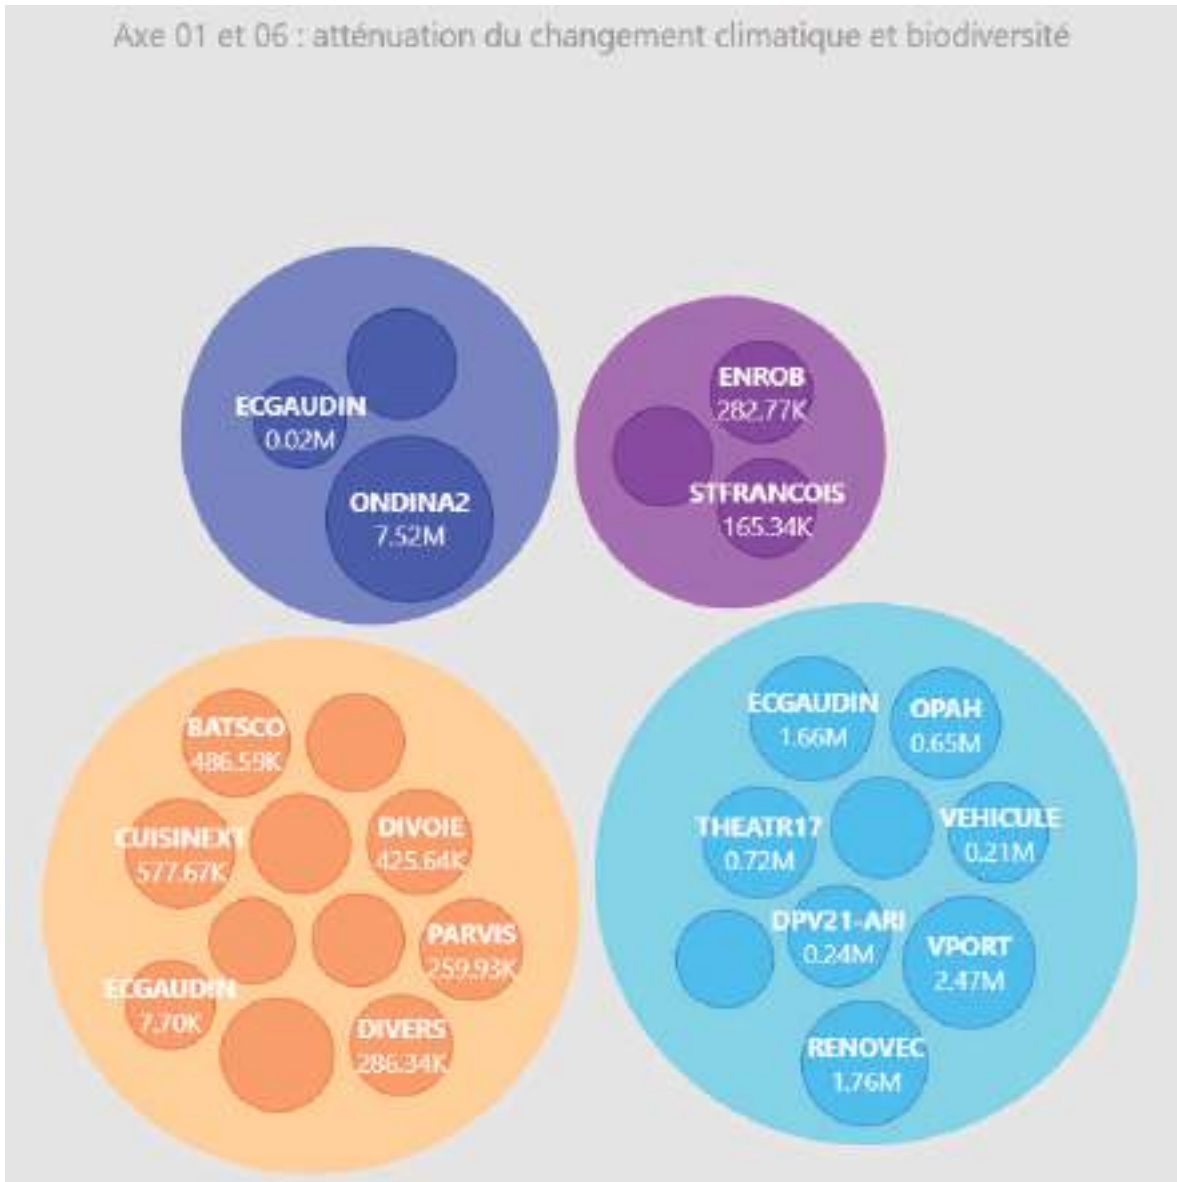 Axe 01 et 06 : atténuation du changement climatique et biodiversité
ECGAUDIN
0.02M
ONDINA2
7.52M
ENROB
282.77K
STFRANCOIS
165.34K
BATSCO
486.59K
CUISINEXT
577.67K
DIVOIE
425.64K
PARVIS
259.93K
ECGAUDIN
7.70K
DIVERS
286.34K
ECGAUDIN
1.66M
OPAH
0.65M
THEATR17
0.72M
VEHICULE
0.21M
DPV21-ARI
0.24M
VPORT
2.47M
RENOVEC
1.76M